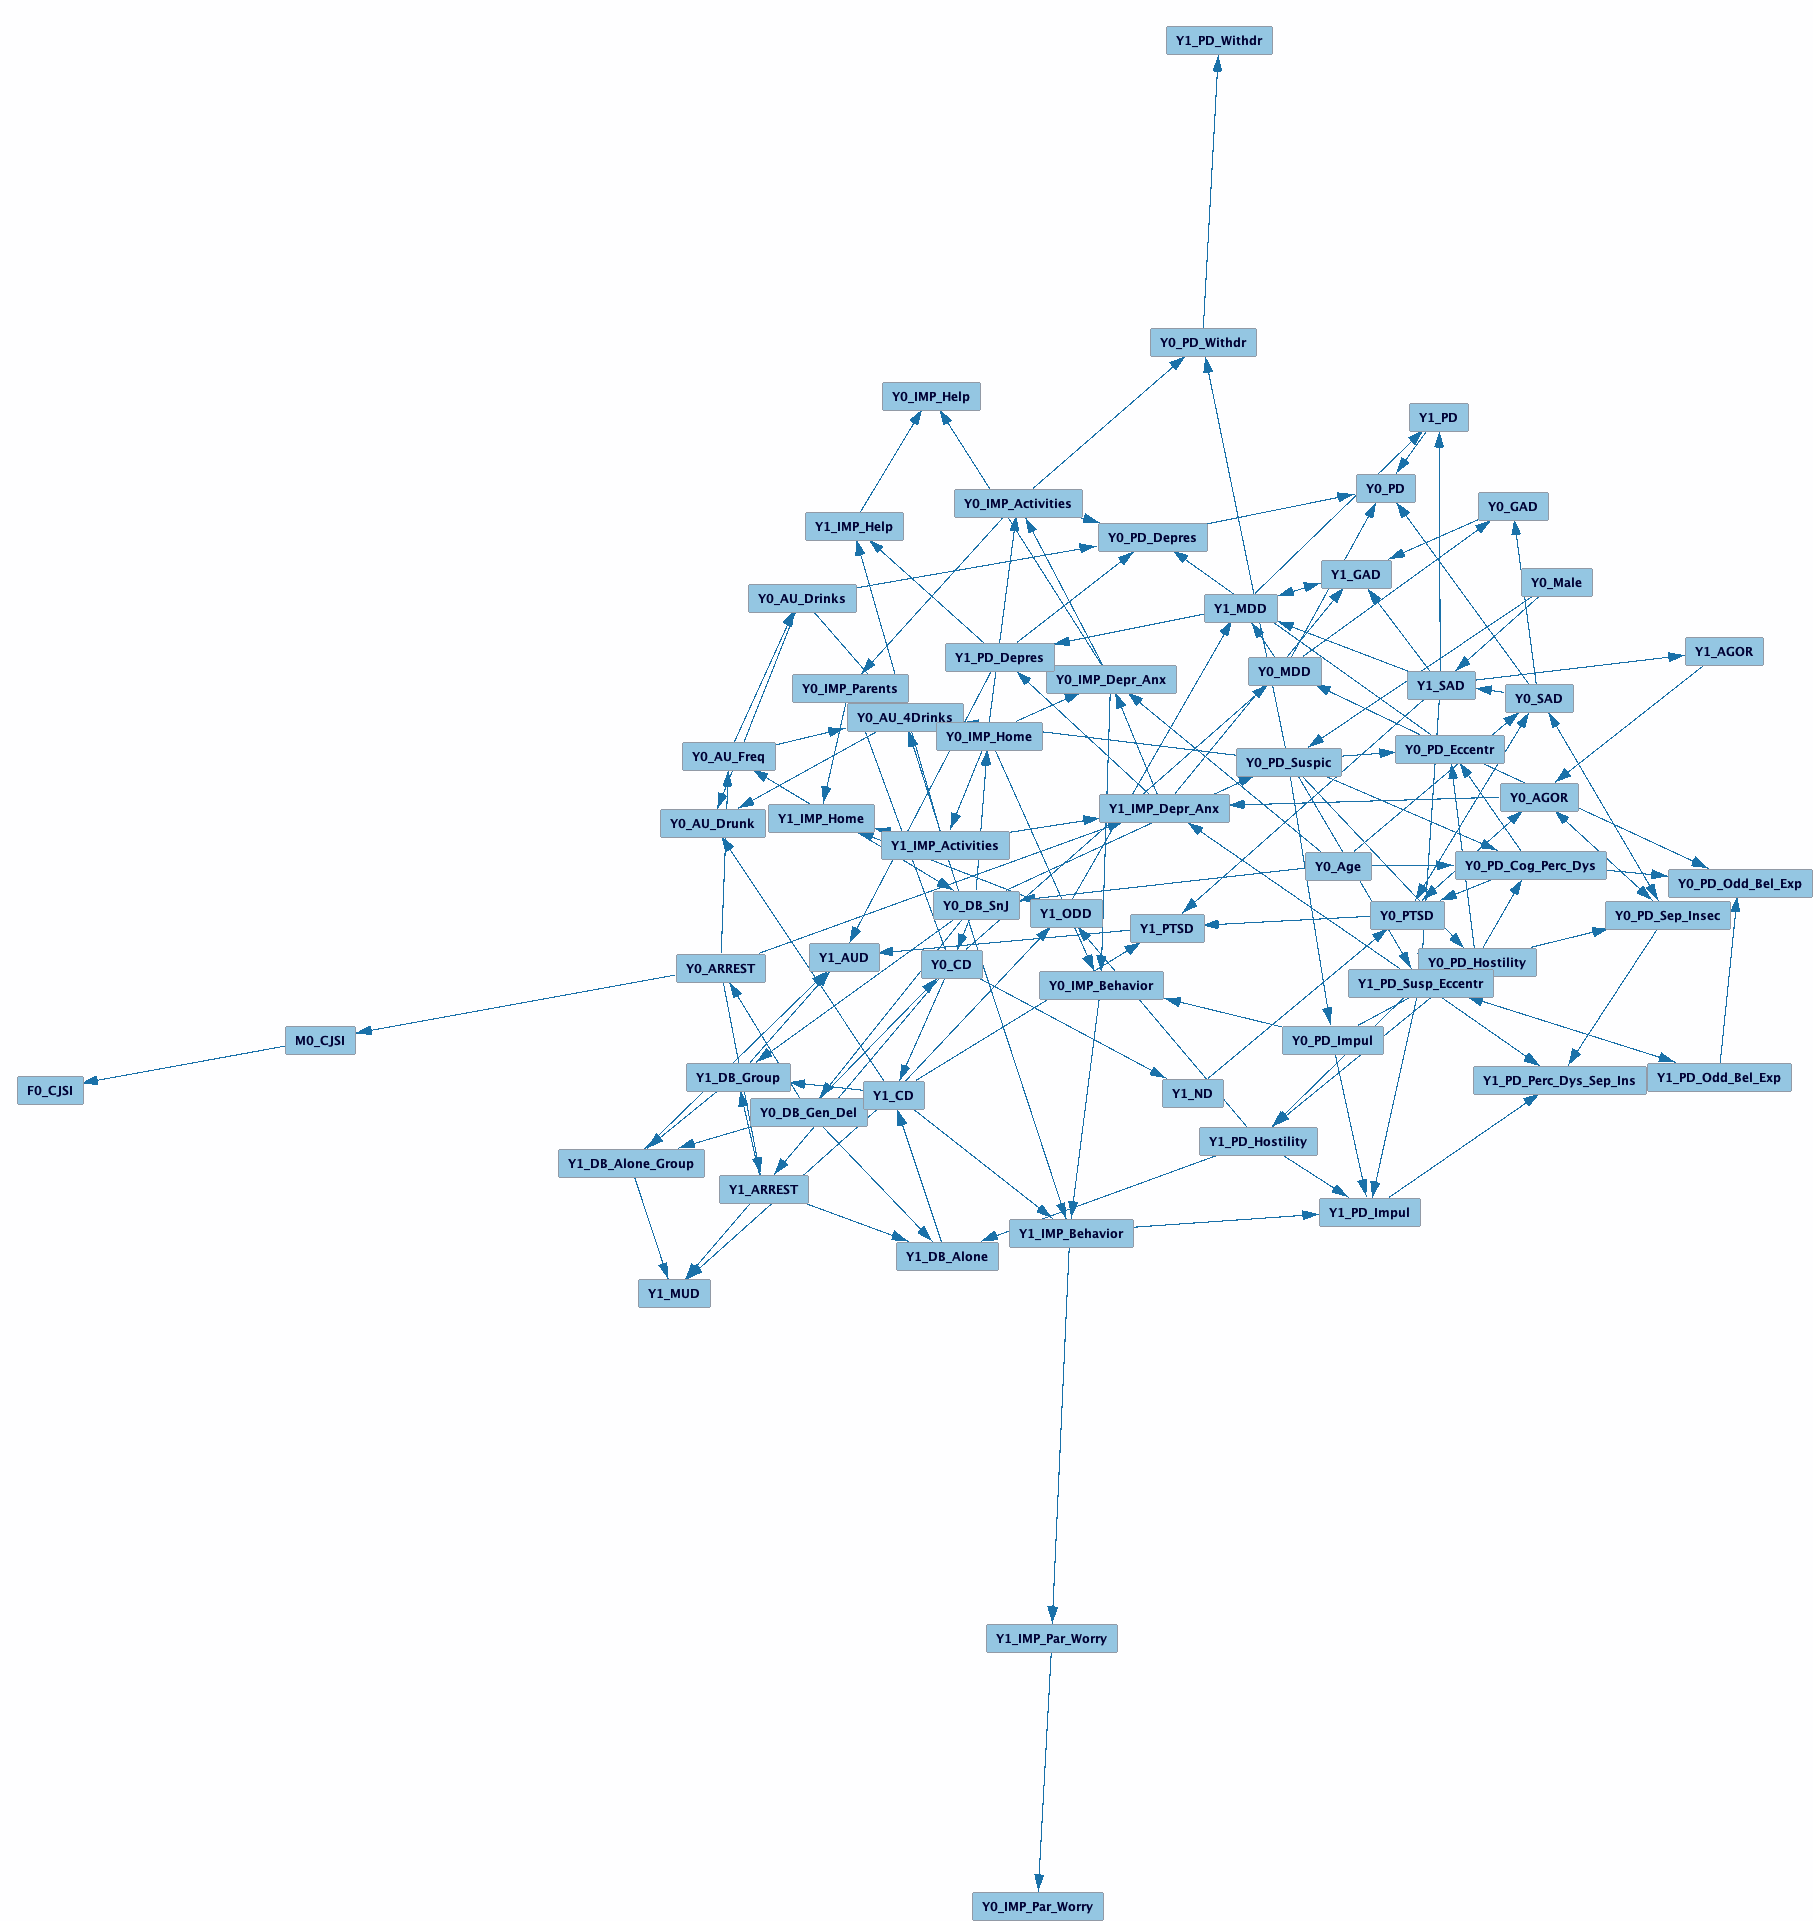 Y1_PD_Withdr
Y0_PD_Withdr
Y0_IMP_Help
Y1_PD
Y0_PD
Y0_IMP_Activities
Y0_GAD
Y1_IMP_Help
Y0_PD_Depres
Y1_GAD
Y0_Male
Y0_AU_Drinks
Y1_MDD
Y1_AGOR
Y1_PD_Depres
Y0_MDD
Y0_IMP_Depr_Anx
Y1_SAD
Y0_IMP_Parents
Y0_SAD
Y0_AU_4Drinks
Y0_IMP_Home
Y0_PD_Eccentr
Y0_AU_Freq
Y0_PD_Suspic
Y0_AGOR
Y1_IMP_Depr_Anx
Y1_IMP_Home
Y0_AU_Drunk
Y1_IMP_Activities
Y0_Age
Y0_PD_Cog_Perc_Dys
Y0_PD_Odd_Bel_Exp
Y0_DB_SnJ
Y1_ODD
Y0_PTSD
Y0_PD_Sep_Insec
Y1_PTSD
Y1_AUD
Y0_CD
Y0_PD_Hostility
Y0_ARREST
Y1_PD_Susp_Eccentr
Y0_IMP_Behavior
M0_CJSI
Y0_PD_Impul
Y1_DB_Group
Y1_PD_Odd_Bel_Exp
Y1_PD_Perc_Dys_Sep_Ins
F0_CJSI
Y1_ND
Y1_CD
Y0_DB_Gen_Del
Y1_PD_Hostility
Y1_DB_Alone_Group
Y1_ARREST
Y1_PD_Impul
Y1_IMP_Behavior
Y1_DB_Alone
Y1_MUD
Y1_IMP_Par_Worry
Y0_IMP_Par_Worry